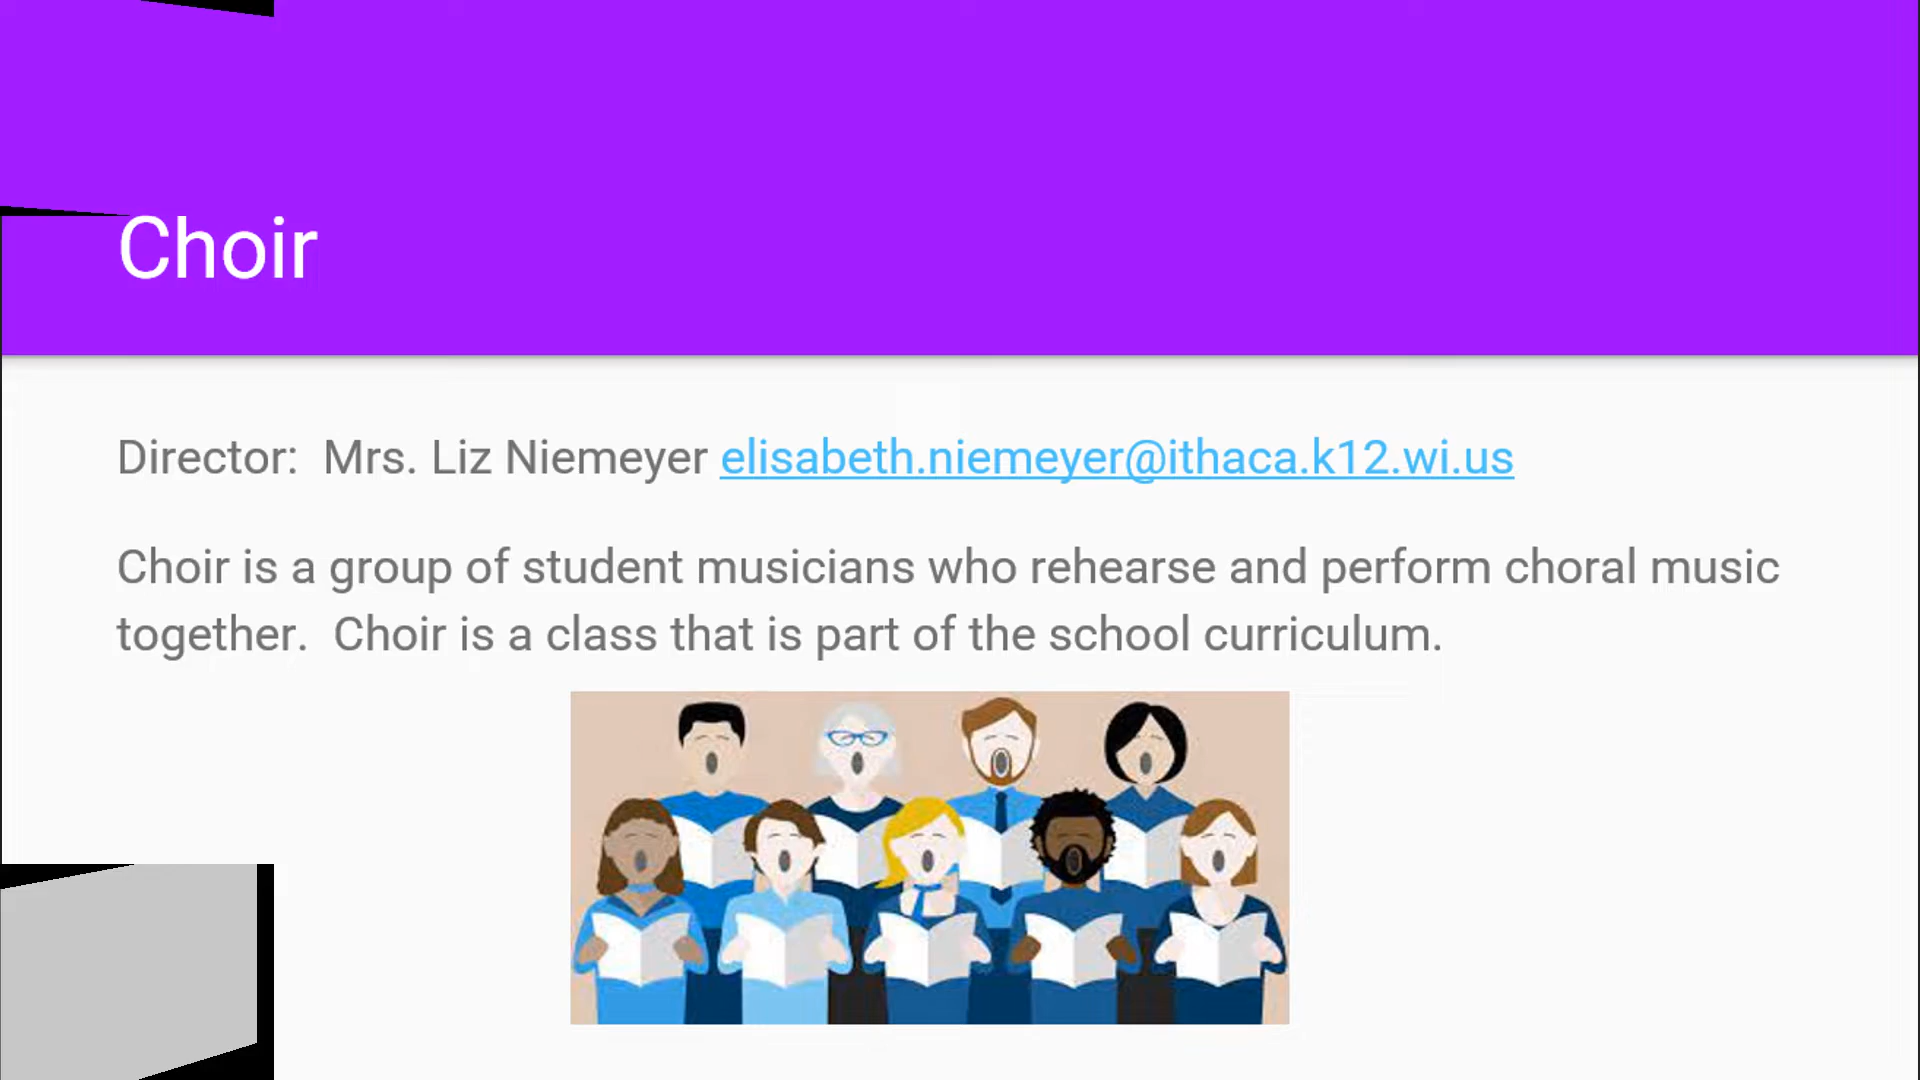 Choir
Director:  Mrs. Liz Niemeyer elisabeth.niemeyer@ithaca.k12.wi.us
Choir is a group of student musicians who rehearse and perform choral music
together.  Choir is a class that is part of the school curriculum.